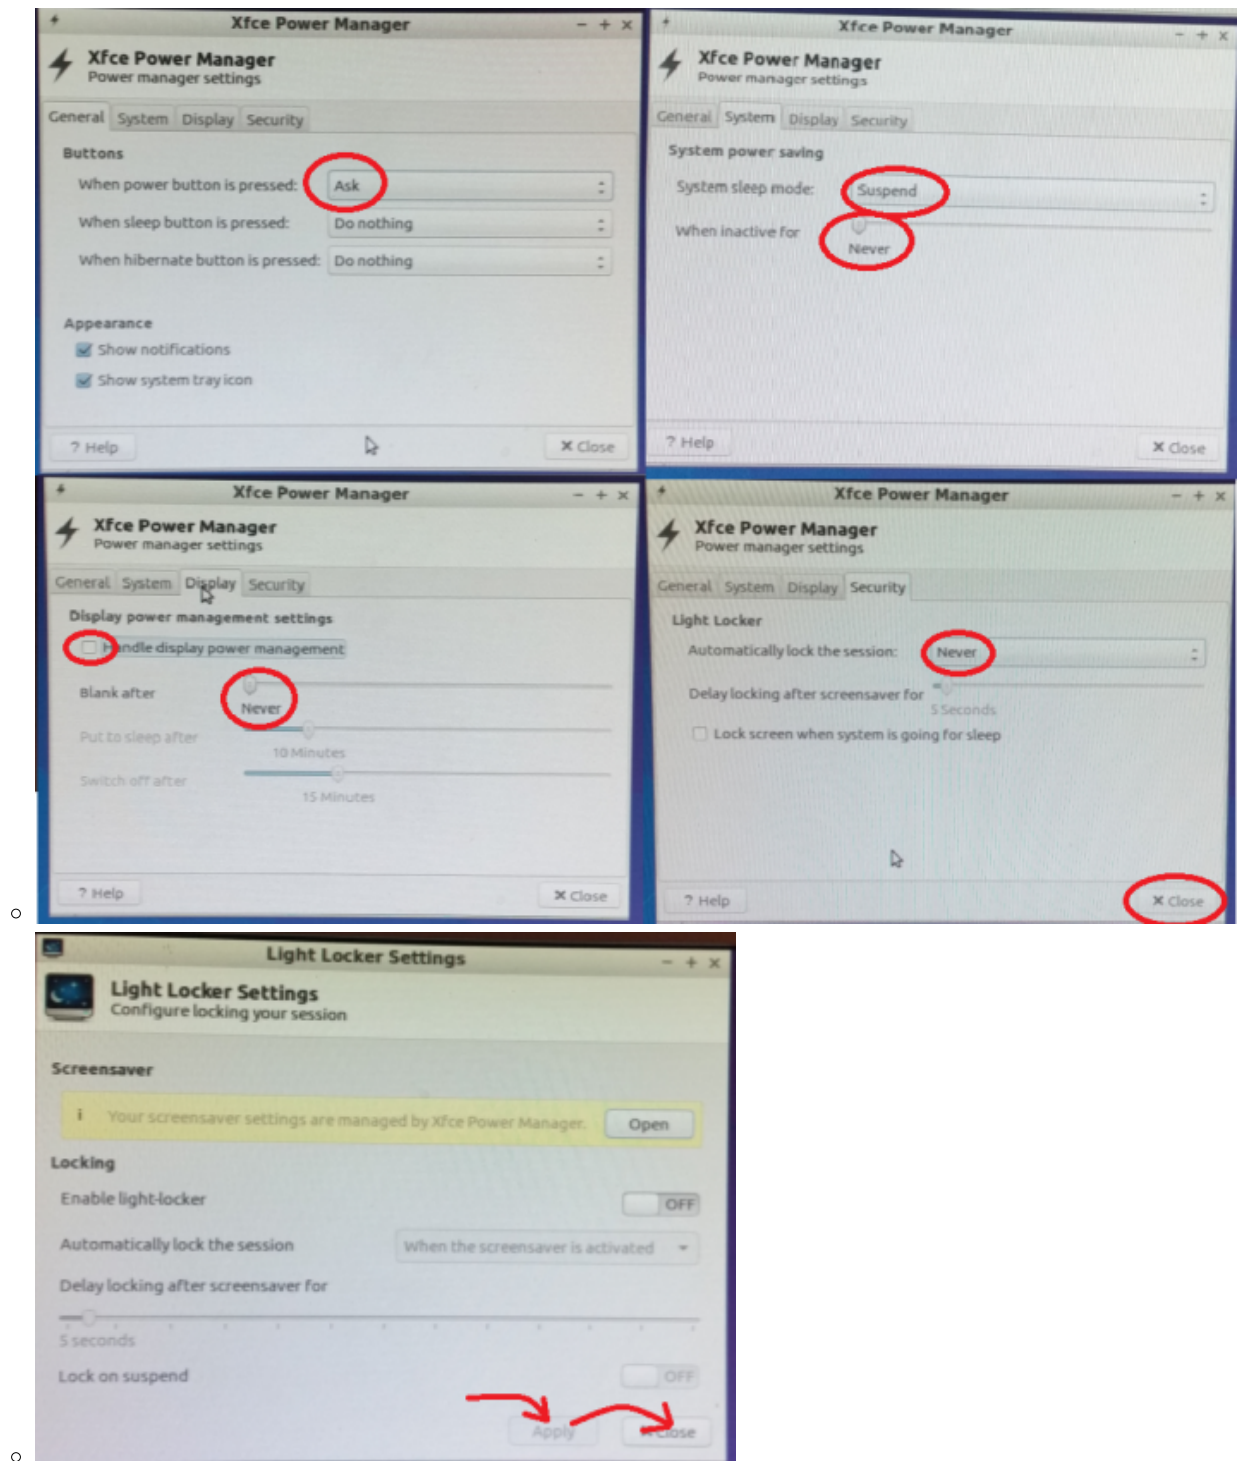 Xfce Power Manager
Xfce Power Manager
Power manager settings
General System Display Security
Buttons
When power button is pressed: Ask
When sleep button is pressed: Do nothing
When hibernate button is pressed: Do nothing
Appearance
Show notifications
Show system tray icon
? Help
Close
Xfce Power Manager
Xfce Power Manager
Power manager settings
General System Display Security
System power saving
System sleep mode: Suspend
When inactive for
Never
? Help
Close
Xfce Power Manager
Xfce Power Manager
Power manager settings
General System Display Security
Display power management settings
Handle display power management
Blank after
Never
Put to sleep after
10 Minutes
Switch off after
15 Minutes
? Help
Close
Xfce Power Manager
Xfce Power Manager
Power manager settings
General System Display Security
Light Locker
Automatically lock the session: Never
Delay locking after screensaver for
5 Seconds
Lock screen when system is going for sleep
? Help
Close
Light Locker Settings
Light Locker Settings
Configure locking your session
Screensaver
i Your screensaver settings are managed by Xfce Power Manager. Open
Locking
Enable light-locker OFF
Automatically lock the session When the screensaver is activated
Delay locking after screensaver for
5 seconds
Lock on suspend OFF
Apply Close